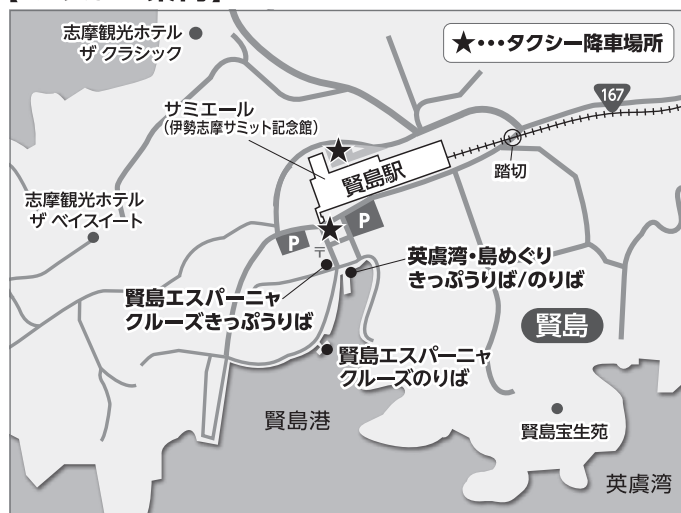 志摩観光ホテル
ザ クラシック
★・・・タクシー降車場所
167
サミエール
(伊勢志摩サミット記念館)
賢島駅
踏切
志摩観光ホテル
ザ ベイスイート
P
P
〒
英虞湾・島めぐり
きっぷうりば/のりば
賢島エスパーニャ
クルーズきっぷうりば
賢島
賢島エスパーニャ
クルーズのりば
賢島港
賢島宝生苑
英虞湾